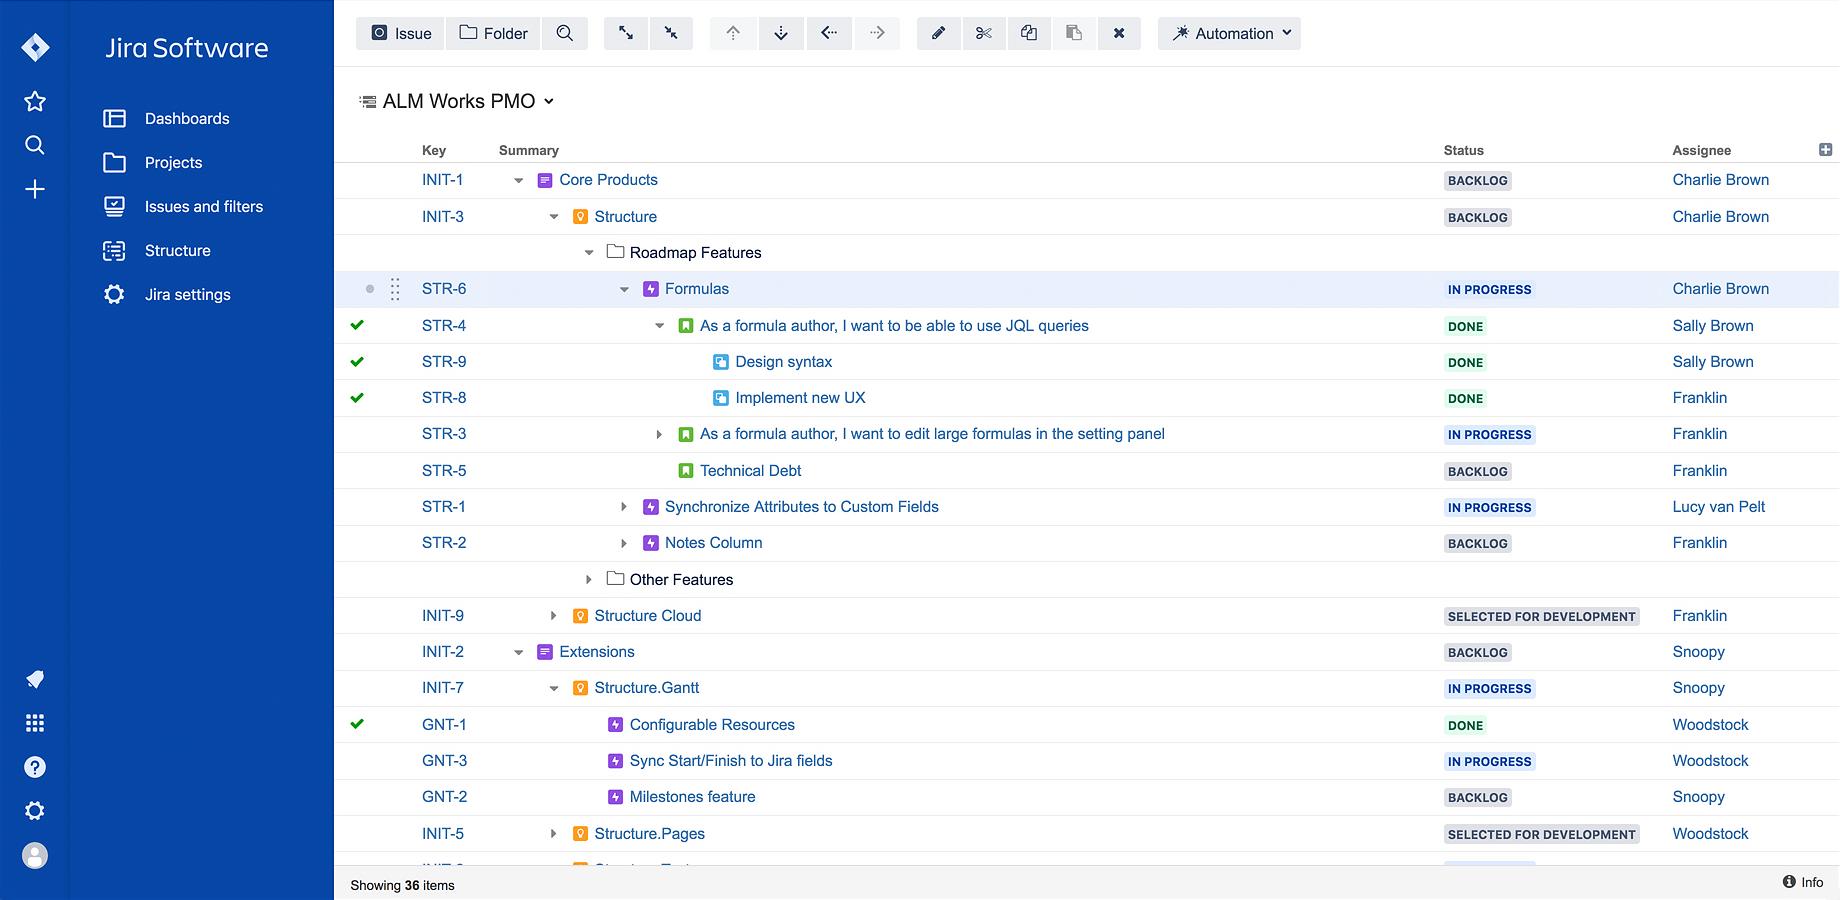 Jira Software
Dashboards
Projects
Issues and filters
Structure
Jira settings
Issue Folder Automation
ALM Works PMO
Key Summary Status Assignee
INIT-1 Core Products BACKLOG Charlie Brown
INIT-3 Structure BACKLOG Charlie Brown
Roadmap Features
STR-6 Formulas IN PROGRESS Charlie Brown
STR-4 As a formula author, I want to be able to use JQL queries DONE Sally Brown
STR-9 Design syntax DONE Sally Brown
STR-8 Implement new UX DONE Franklin
STR-3 As a formula author, I want to edit large formulas in the setting panel IN PROGRESS Franklin
STR-5 Technical Debt BACKLOG Franklin
STR-1 Synchronize Attributes to Custom Fields IN PROGRESS Lucy van Pelt
STR-2 Notes Column BACKLOG Franklin
Other Features
INIT-9 Structure Cloud SELECTED FOR DEVELOPMENT Franklin
INIT-2 Extensions BACKLOG Snoopy
INIT-7 Structure.Gantt IN PROGRESS Snoopy
GNT-1 Configurable Resources DONE Woodstock
GNT-3 Sync Start/Finish to Jira fields IN PROGRESS Woodstock
GNT-2 Milestones feature BACKLOG Snoopy
INIT-5 Structure.Pages SELECTED FOR DEVELOPMENT Woodstock
Showing 36 items
Info